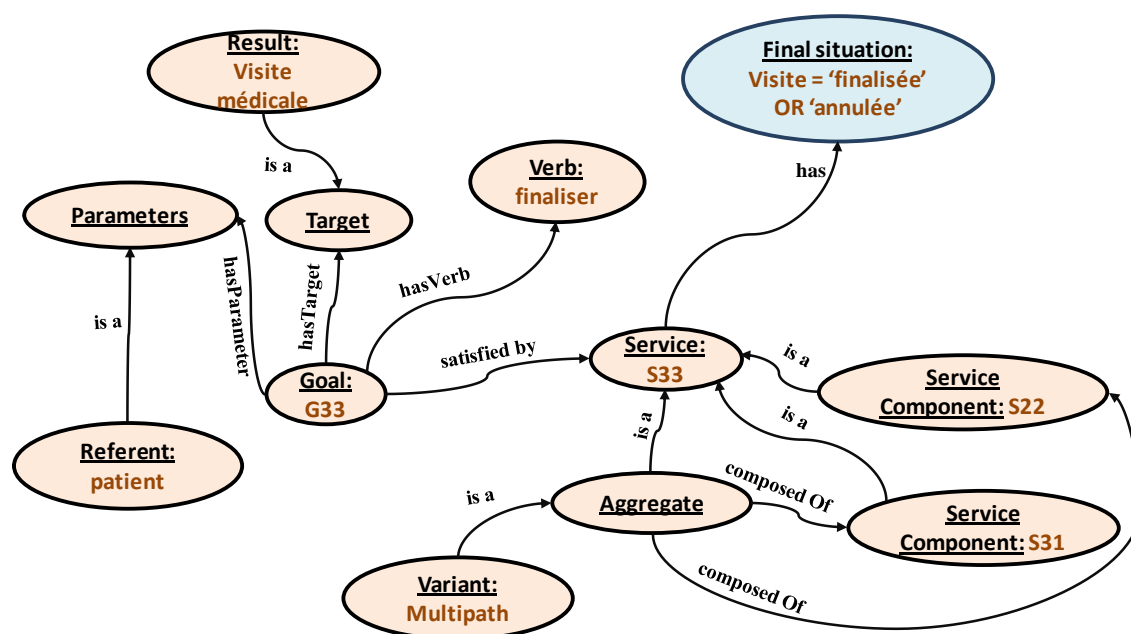 Result:
Visite
médicale
Final situation:
Visite = ‘finalisée’
OR ‘annulée’
is a
has
Verb:
finaliser
Parameters
Target
hasParameter
hasTarget
hasVerb
is a
satisfied by
Service:
S33
is a
Goal:
G33
Service
Component: S22
is a
is a
Referent:
patient
composed Of
is a
Aggregate
Service
Component: S31
Variant:
Multipath
composed Of